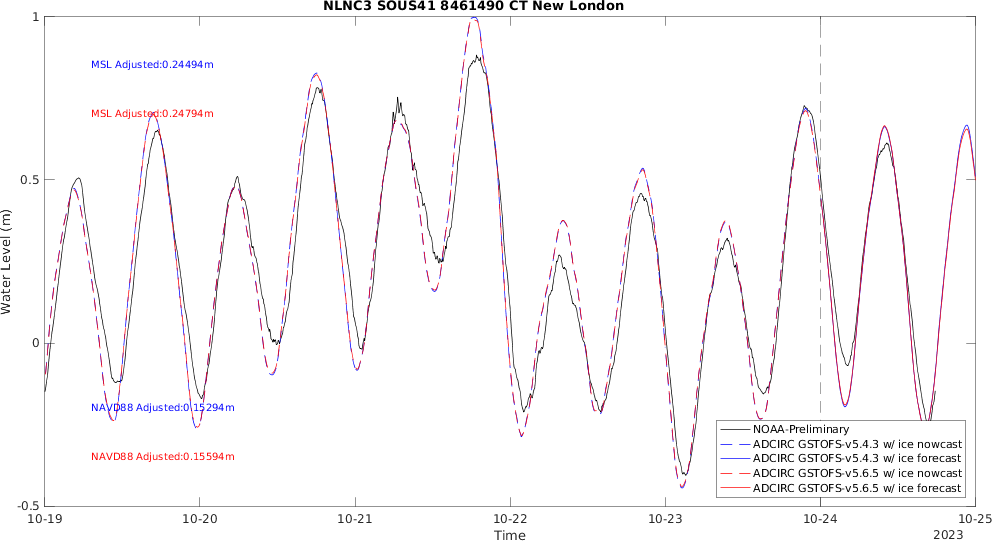 NLNC3 SOUS41 8461490 CT New London
1
MSL Adjusted:0.24494m
MSL Adjusted:0.24794m
0.5
Water Level (m)
0
NAVD88 Adjusted:0.15294m
NAVD88 Adjusted:0.15594m
NOAA-Preliminary
ADCIRC GSTOFS-v5.4.3 w/ ice nowcast
ADCIRC GSTOFS-v5.4.3 w/ ice forecast
ADCIRC GSTOFS-v5.6.5 w/ ice nowcast
ADCIRC GSTOFS-v5.6.5 w/ ice forecast
-0.5
10-19 10-20 10-21 10-22 10-23 10-24 10-25
Time
2023